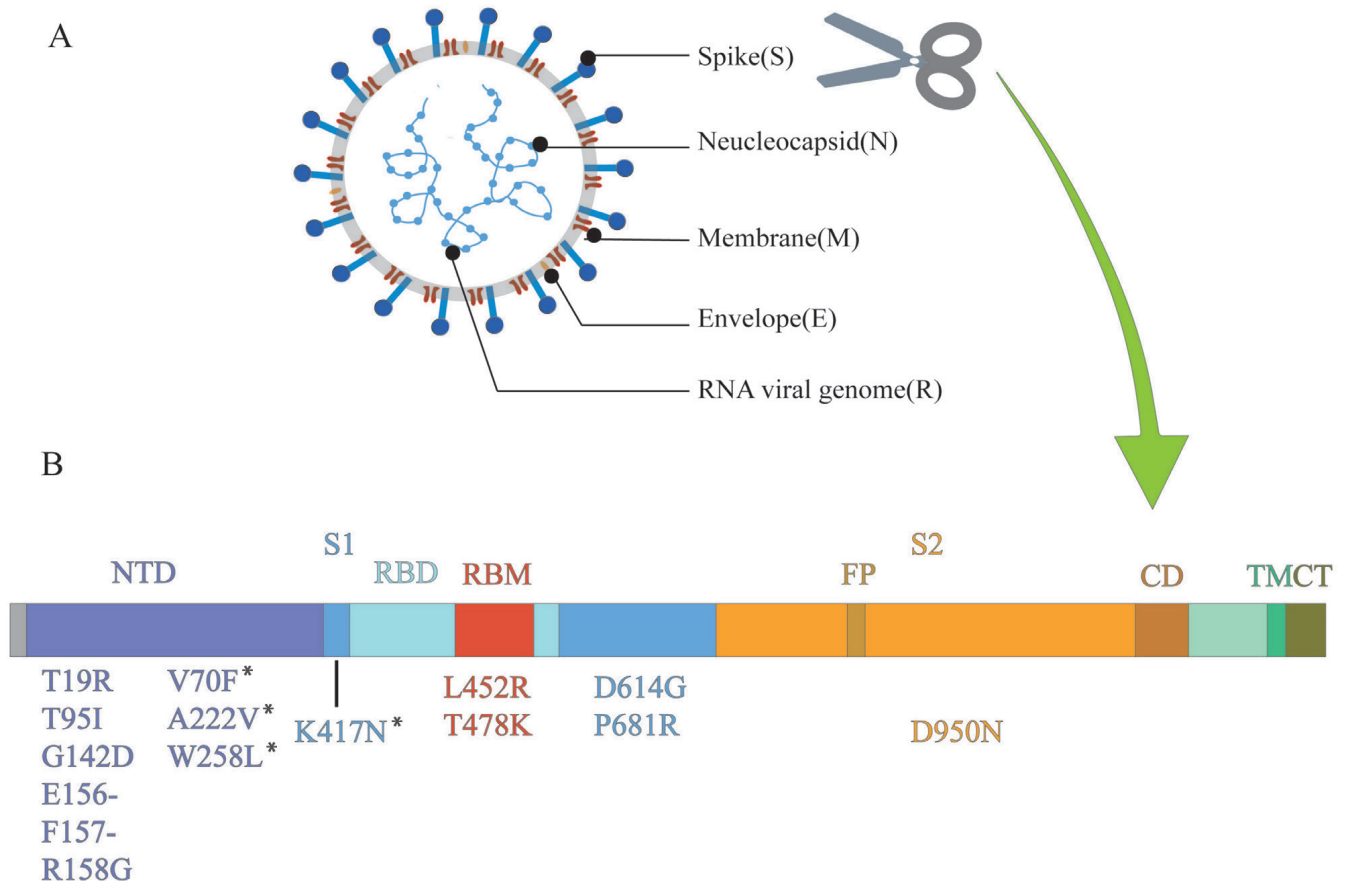 A
Spike(S)
Neucleocapsid(N)
Membrane(M)
Envelope(E)
RNA viral genome(R)
B
S1 S2
NTD RBD RBM FP CD TMCT
T19R V70F* L452R D614G
T95I A222V* K417N* T478K P681R D950N
G142D W258L*
E156-
F157-
R158G